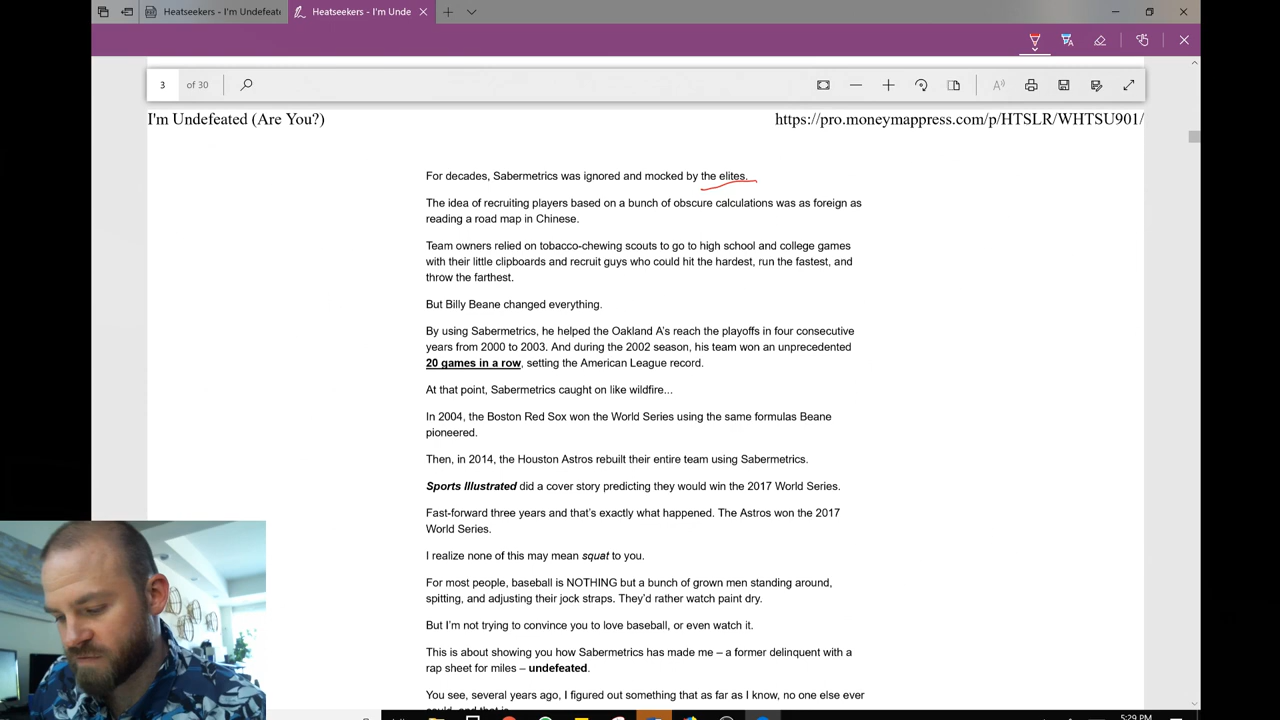 Heatseekers - I'm Undefeat
Heatseekers - I'm Unde
3 of 30
I'm Undefeated (Are You?)
https://pro.moneymappress.com/p/HTSLR/WHTSU901/
For decades, Sabermetrics was ignored and mocked by the elites.
The idea of recruiting players based on a bunch of obscure calculations was as foreign as
reading a road map in Chinese.
Team owners relied on tobacco-chewing scouts to go to high school and college games
with their little clipboards and recruit guys who could hit the hardest, run the fastest, and
throw the farthest.
But Billy Beane changed everything.
By using Sabermetrics, he helped the Oakland A's reach the playoffs in four consecutive
years from 2000 to 2003. And during the 2002 season, his team won an unprecedented
20 games in a row, setting the American League record.
At that point, Sabermetrics caught on like wildfire...
In 2004, the Boston Red Sox won the World Series using the same formulas Beane
pioneered.
Then, in 2014, the Houston Astros rebuilt their entire team using Sabermetrics.
Sports Illustrated did a cover story predicting they would win the 2017 World Series.
Fast-forward three years and that's exactly what happened. The Astros won the 2017
World Series.
I realize none of this may mean squat to you.
For most people, baseball is NOTHING but a bunch of grown men standing around,
spitting, and adjusting their jock straps. They'd rather watch paint dry.
But I'm not trying to convince you to love baseball, or even watch it.
This is about showing you how Sabermetrics has made me – a former delinquent with a
rap sheet for miles – undefeated.
You see, several years ago, I figured out something that as far as I know, no one else ever
could, and that is
5:29 PM